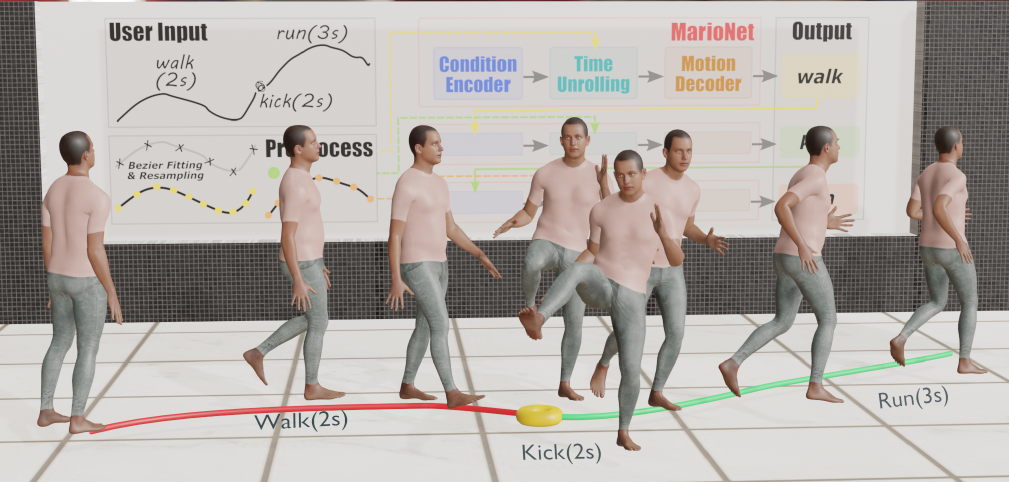 User Input
run(3s)
walk
(2s)
kick(2s)
Bezier Fitting
& Resampling
MarioNet
Condition
Encoder
Time
Unrolling
Motion
Decoder
Output
walk
Walk(2s)
Kick(2s)
Run(3s)